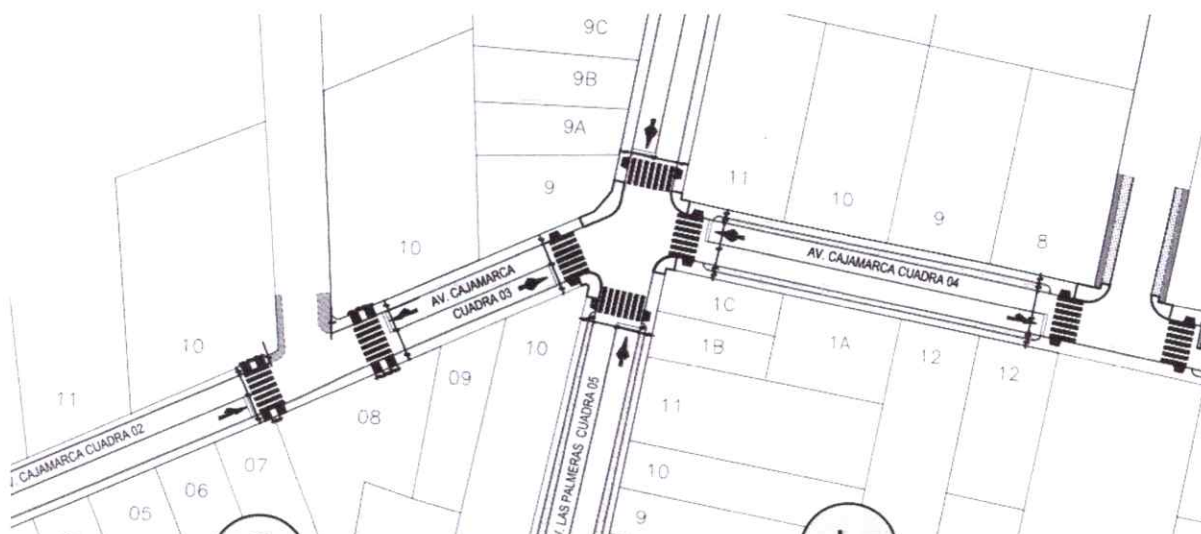 9C
9B
9A
9
10
11
10
9
8
AV. CAJAMARCA
CUADRA 03
AV. CAJAMARCA CUADRA 04
10
11
AV. CAJAMARCA CUADRA 02
05
06
07
08
09
10
1C
1B
1A
12
12
11
10
9
AV. LAS PALMERAS CUADRA 05